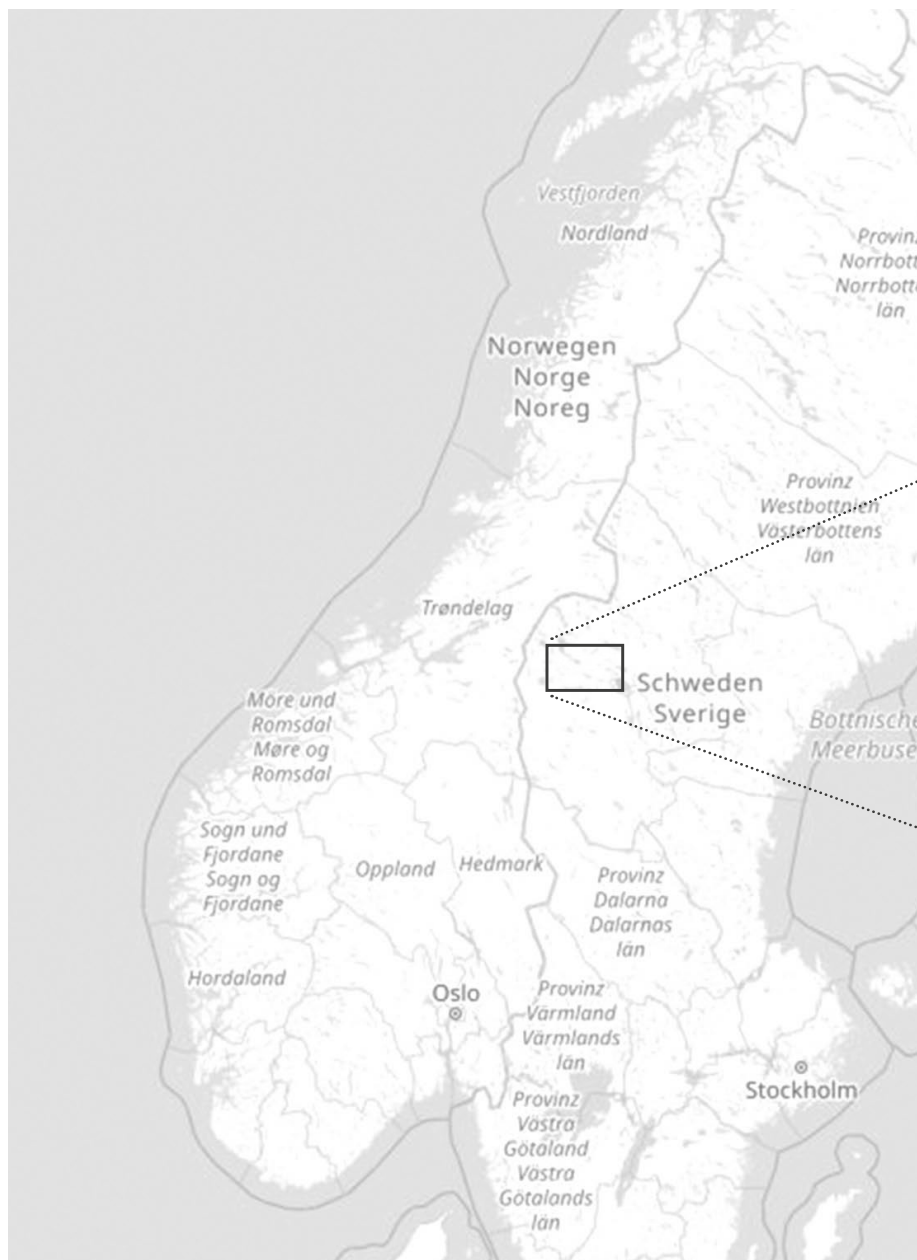 Vestfjorden
Nordland
Norwegen
Norge
Noreg
Provinz
Westbottnien
Västerbottens
län
Trøndelag
Schweden
Sverige
Möre und
Romsdal
Møre og
Romsdal
Sogn und
Fjordane
Sogn og
Fjordane
Oppland
Hedmark
Provinz
Dalarna
Dalarnas
län
Hordaland
Oslo
Provinz
Värmland
Värmlands
län
Stockholm
Provinz
Västra
Götaland
Västra
Götalands
län